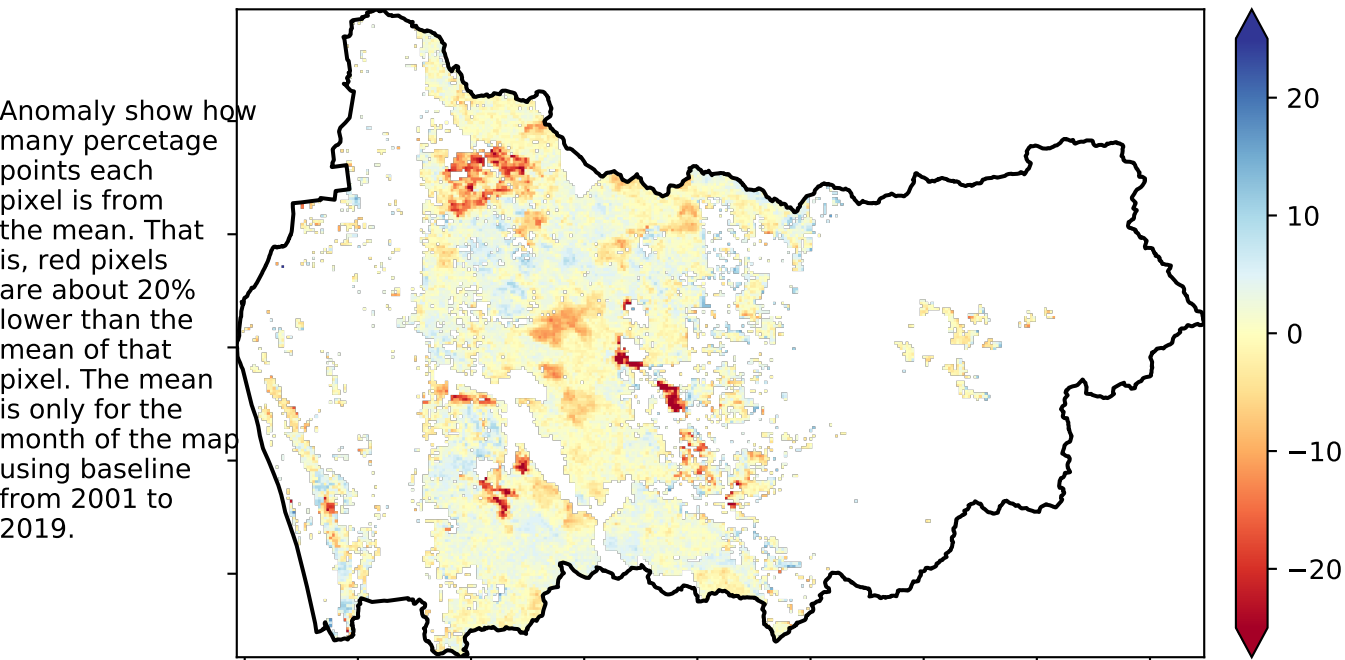 Anomaly show how
many percetage
points each
pixel is from
the mean. That
is, red pixels
are about 20%
lower than the
mean of that
pixel. The mean
is only for the
month of the map
using baseline
from 2001 to
2019.
20
10
0
−10
−20